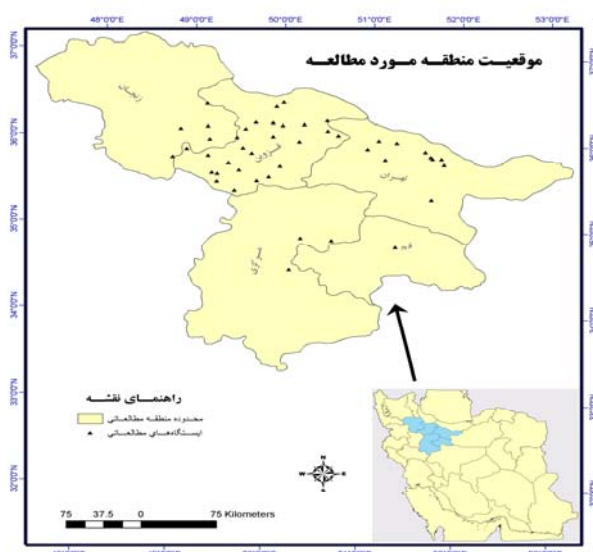 48°0'0"E 49°0'0"E 50°0'0"E 51°0'0"E 52°0'0"E 53°0'0"E
موقعیت منطقه مورد مطالعه
زنجان
قزوین
تهران
مرکزی
قم
37°0'0"N
36°0'0"N
35°0'0"N
34°0'0"N
33°0'0"N
32°0'0"N
راهنمای نقشه
محدوده منطقه مطالعاتی
ایستگاه‌های مطالعاتی
N
W E
S
75 37.5 0 75 Kilometers